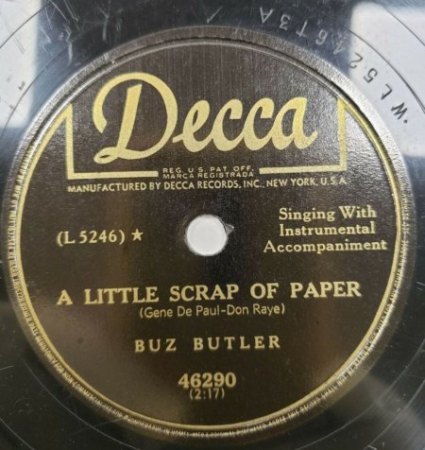 Decca
REG. U.S. PAT. OFF.
MARCA REGISTRADA
MANUFACTURED BY DECCA RECORDS, INC., NEW YORK, U.S.A.
(L 5246) ★
Singing With
Instrumental
Accompaniment
A LITTLE SCRAP OF PAPER
(Gene De Paul-Don Raye)
BUZ BUTLER
46290
(2:17)
WL5246T3A